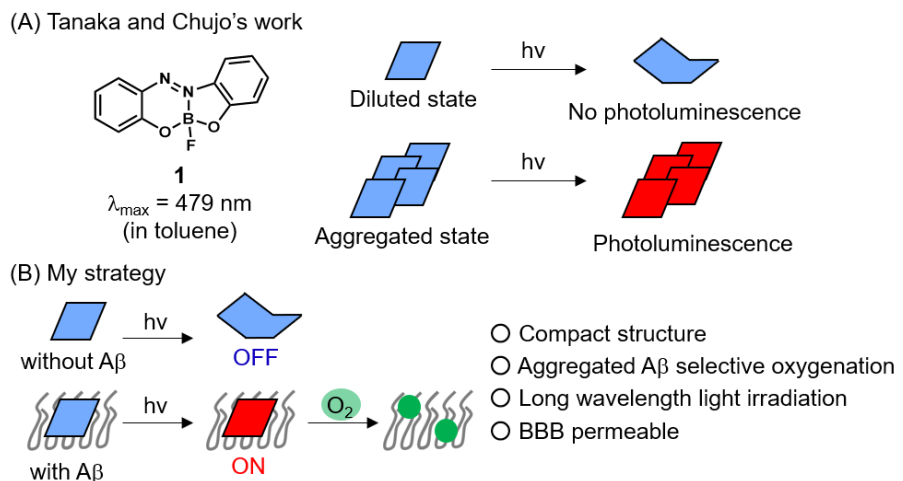 (A) Tanaka and Chujo's work
N
N
B
O
O
F
1
λmax = 479 nm
(in toluene)
hv
Diluted state
No photoluminescence
hv
Aggregated state
Photoluminescence
(B) My strategy
hv
without Aβ
OFF
hv
O2
with Aβ
ON
Compact structure
Aggregated Aβ selective oxygenation
Long wavelength light irradiation
BBB permeable